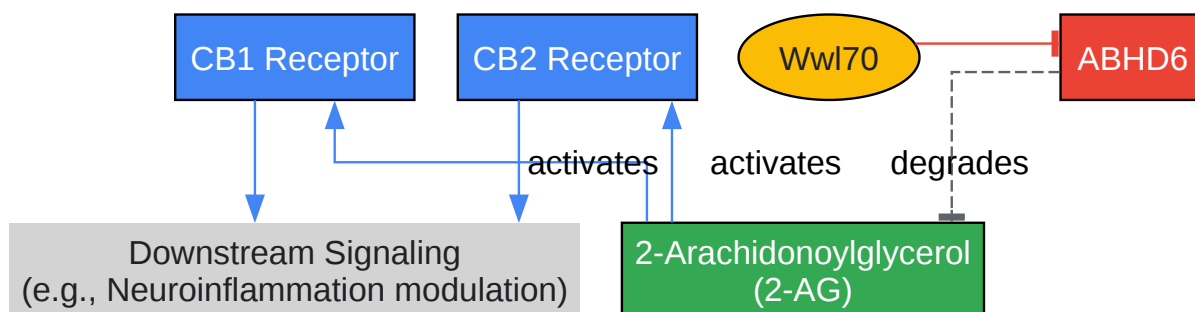 CB1 Receptor
CB2 Receptor
Wwl70
ABHD6
activates
activates
degrades
Downstream Signaling
(e.g., Neuroinflammation modulation)
2-Arachidonoylglycerol
(2-AG)